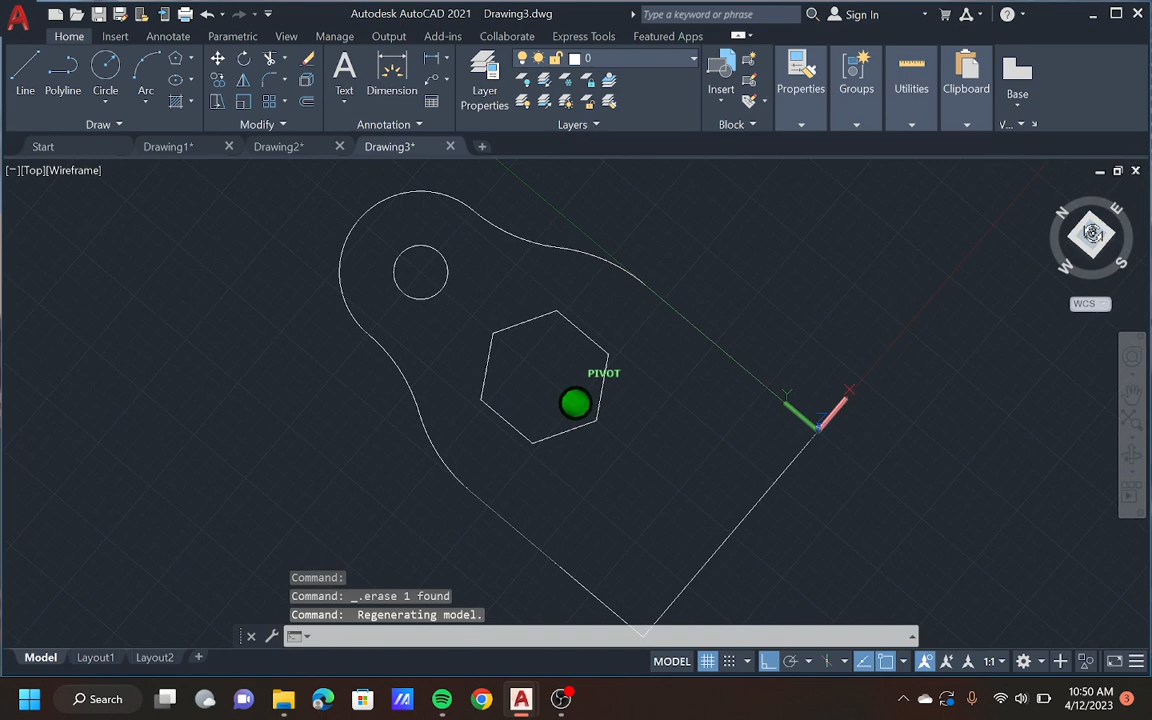 Autodesk AutoCAD 2021 Drawing3.dwg
Type a keyword or phrase
Sign In
Home Insert Annotate Parametric View Manage Output Add-ins Collaborate Express Tools Featured Apps
0
Line Polyline Circle Arc
Text Dimension
Layer
Properties
Insert
Properties Groups Utilities Clipboard Base
Draw Modify Annotation Layers Block V...
Start Drawing1* Drawing2* Drawing3*
[−][Top][Wireframe]
N E
W S
WCS
PIVOT
Y X
Z
Command:
Command: _.erase 1 found
Command: Regenerating model.
Model Layout1 Layout2
MODEL 1:1
Search
10:50 AM
4/12/2023
3